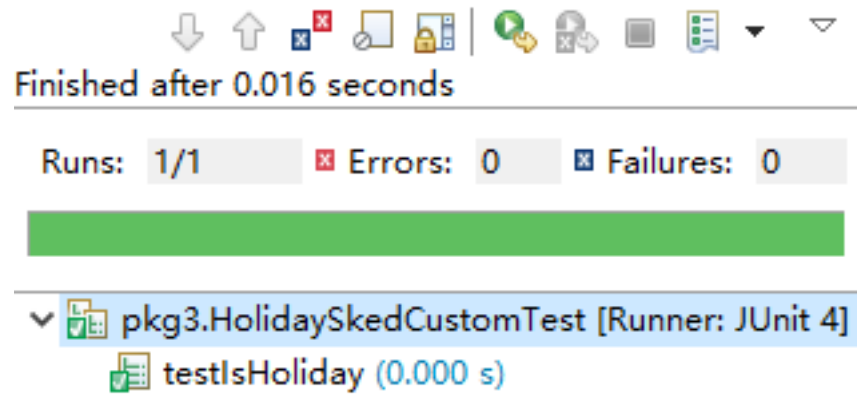 Finished after 0.016 seconds
Runs: 1/1 Errors: 0 Failures: 0
pkg3.HolidaySkedCustomTest [Runner: JUnit 4]
testIsHoliday (0.000 s)